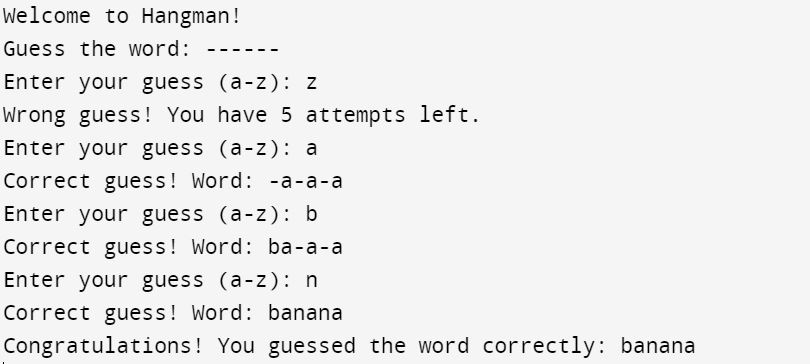 Welcome to Hangman!
Guess the word: ------
Enter your guess (a-z): z
Wrong guess! You have 5 attempts left.
Enter your guess (a-z): a
Correct guess! Word: -a-a-a
Enter your guess (a-z): b
Correct guess! Word: ba-a-a
Enter your guess (a-z): n
Correct guess! Word: banana
Congratulations! You guessed the word correctly: banana